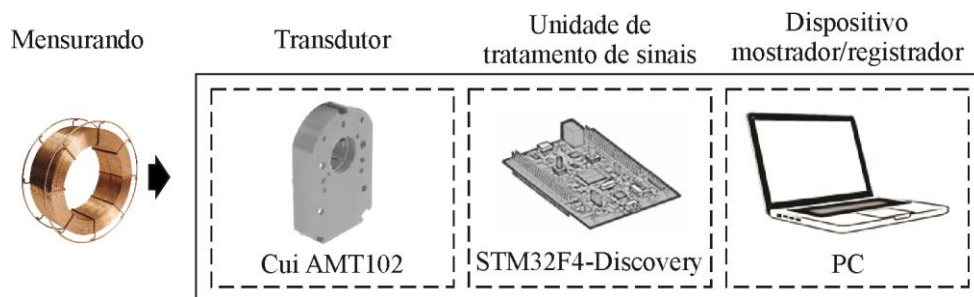 Mensurando
Transdutor
Unidade de
tratamento de sinais
Dispositivo
mostrador/registrador
Cui AMT102
STM32F4-Discovery
PC